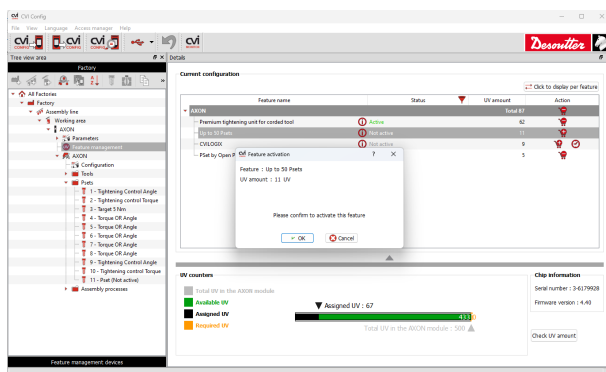 CVI Config
File View Language Access manager Help
CVI CONFIG CVI CONFIG CVI CONFIG CVI CONFIG Desoutter
Tree view area
Details
Factory
All Factories
Factory
Assembly line
Working area
AXON
Parameters
Feature management
AXON
Configuration
Tools
Psets
1 - Tightening Control Angle
2 - Tightening control Torque
3 - Target 5 Nm
4 - Torque OR Angle
5 - Torque OR Angle
6 - Torque OR Angle
7 - Torque OR Angle
8 - Torque OR Angle
9 - Tightening Control Angle
10 - Tightening control Torque
11 - Pset (Not active)
Assembly processes
Feature management devices
Current configuration
Click to display per feature
Feature name Status UV amount Action
AXON Total 87
Premium tightening unit for corded tool Active 62
Up to 50 Psets Not active 11
CVILOGIX Not active 9
PSet by Open P 5
Feature activation ? X
Feature : Up to 50 Psets
UV amount : 11 UV
Please confirm to activate this feature
OK Cancel
UV counters
Total UV in the AXON module
Available UV
Assigned UV
Required UV
Assigned UV : 67
433
Total UV in the AXON module : 500
Chip information
Serial number : 3-6179928
Firmware version : 4.40
Check UV amount